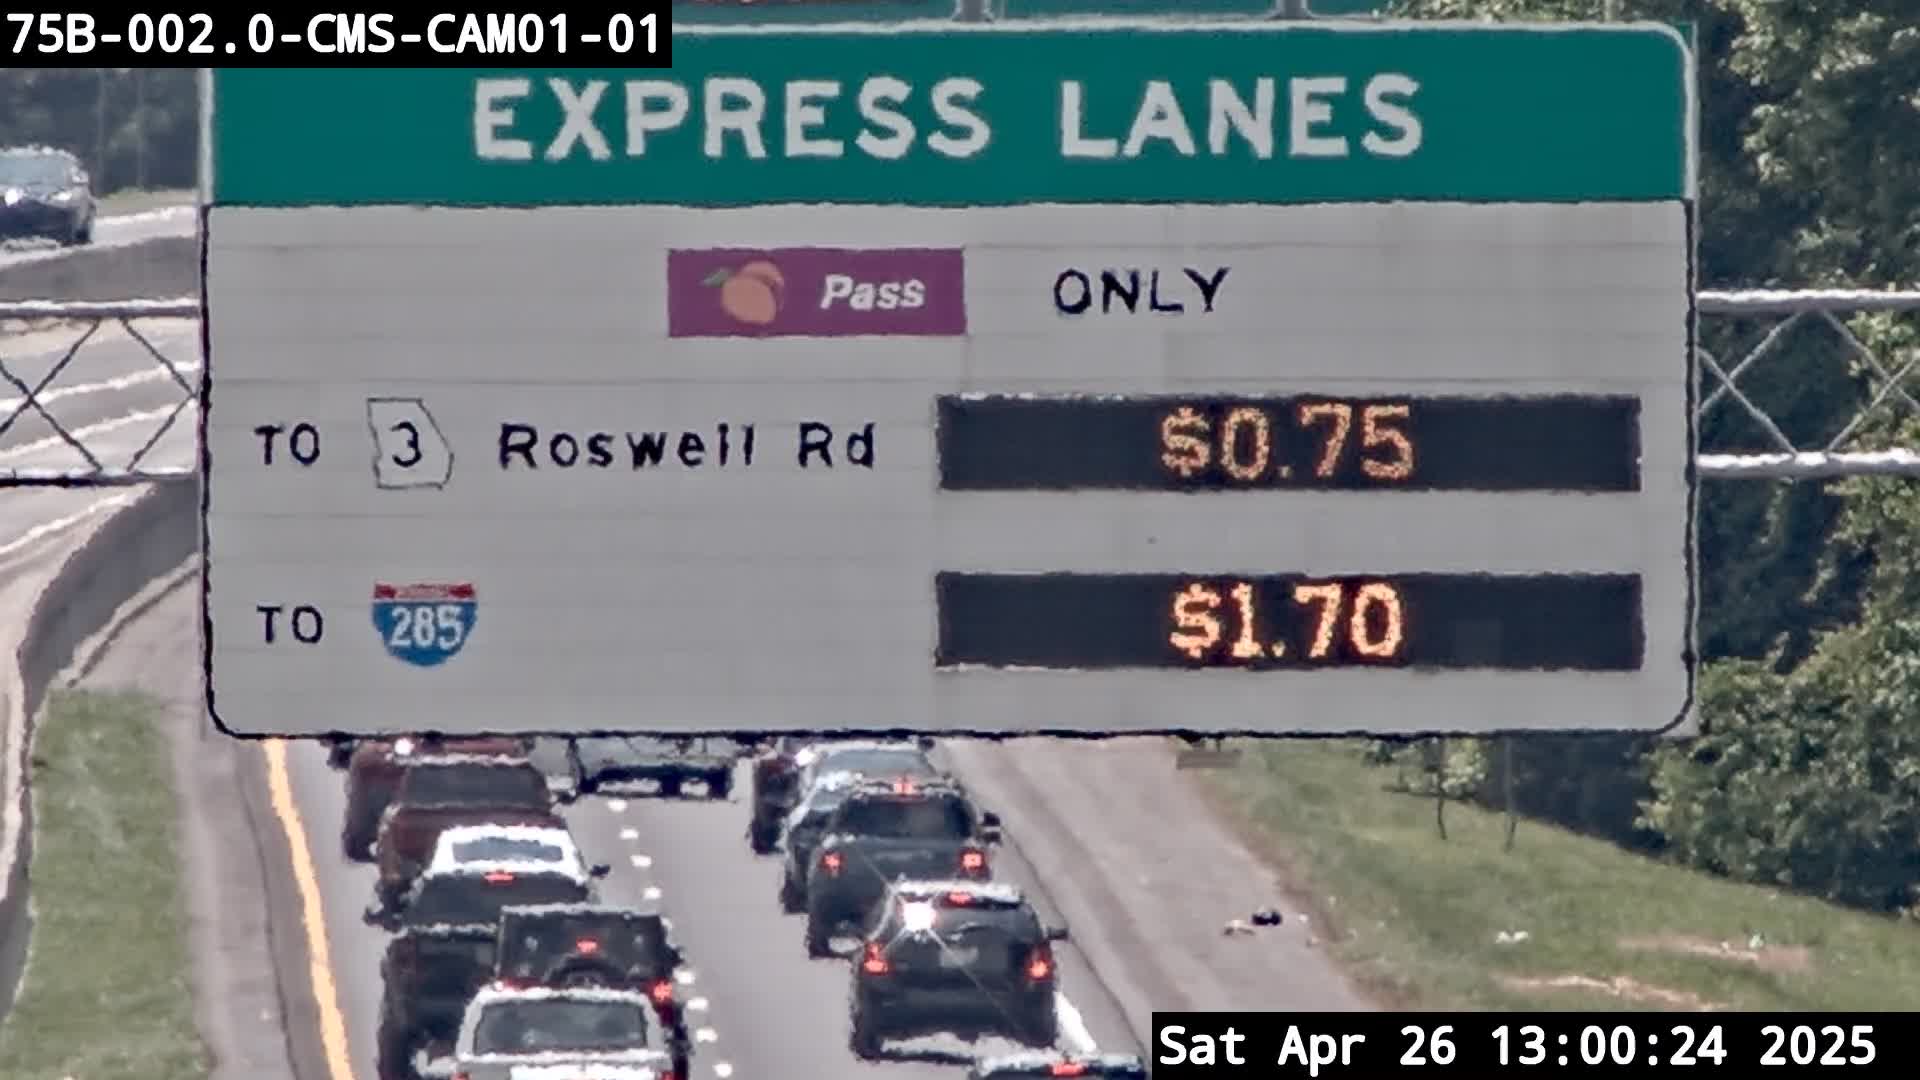 75B-002.0-CMS-CAM01-01
EXPRESS LANES
Pass ONLY
TO 3 Roswell Rd $0.75
TO 285 $1.70
Sat Apr 26 13:00:24 2025